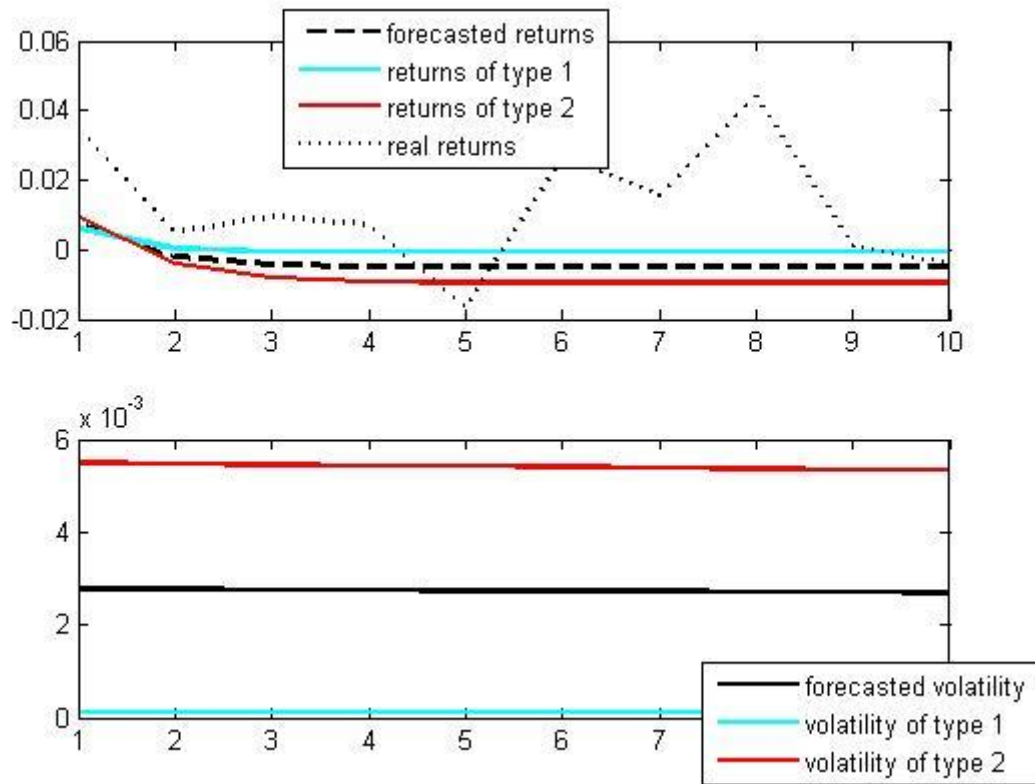 0.06
0.04
0.02
0
-0.02
forecasted returns
returns of type 1
returns of type 2
real returns
1 2 3 4 5 6 7 8 9 10
x 10-3
6
4
2
0
forecasted volatility
volatility of type 1
volatility of type 2
1 2 3 4 5 6 7